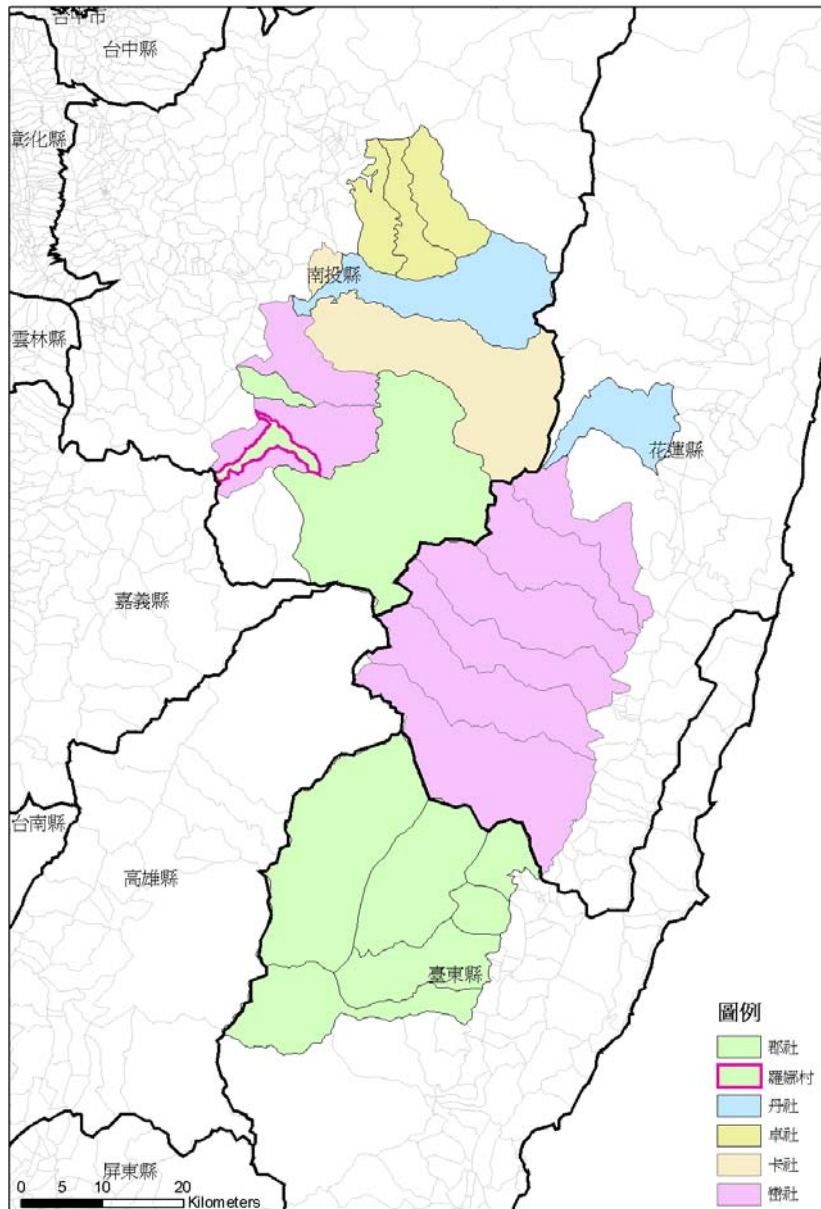 台中市
台中縣
彰化縣
南投縣
雲林縣
花蓮縣
嘉義縣
台南縣
高雄縣
臺東縣
圖例
郡社
羅娜村
丹社
卓社
卡社
巒社
屏東縣
0 5 10 20
Kilometers